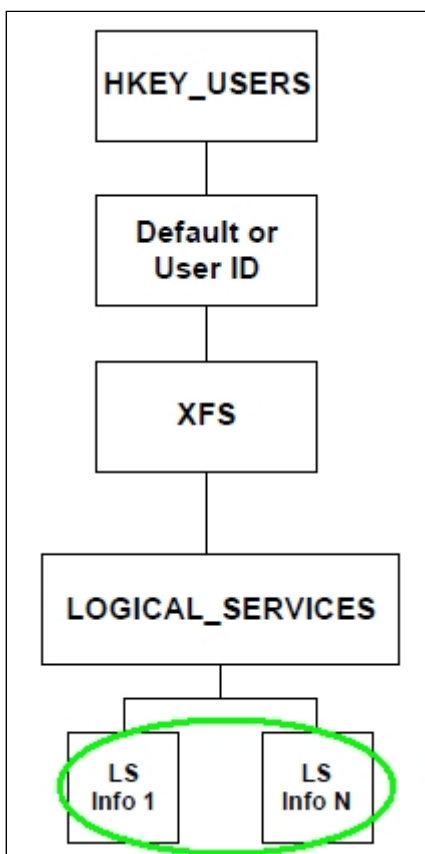 HKEY_USERS
Default or
User ID
XFS
LOGICAL_SERVICES
LS
Info 1
LS
Info N